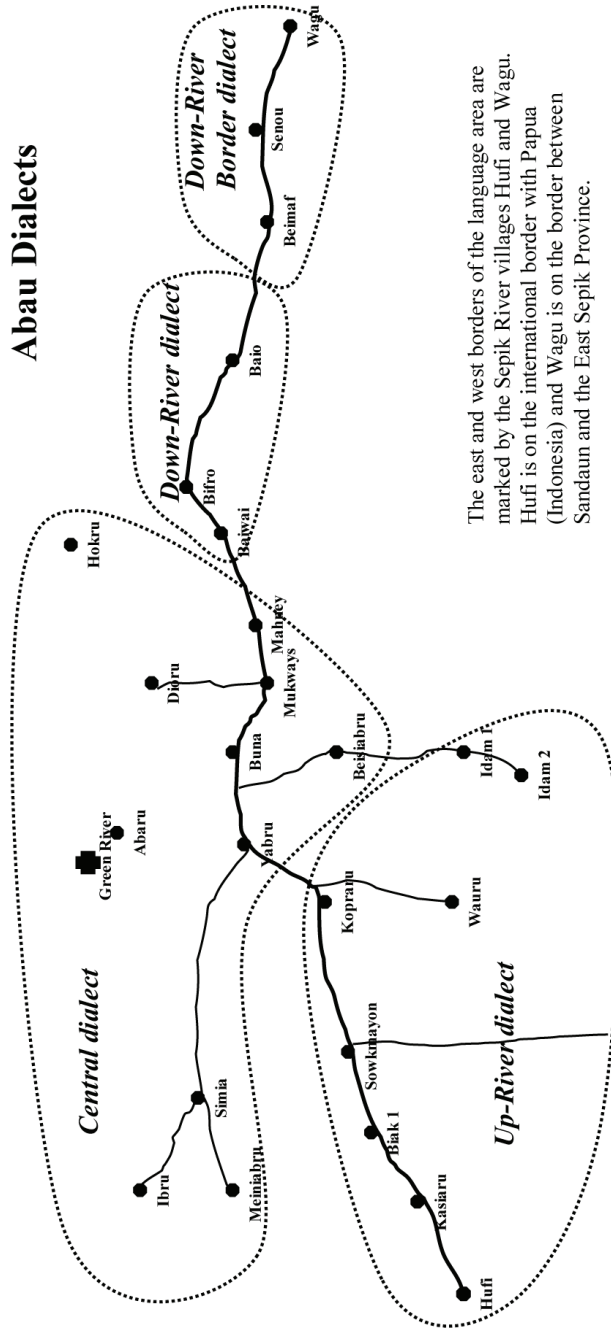 Abau Dialects
Down-River
Border dialect
Wagu
Senou
Beimaf
Down-River dialect
Baio
Bifro
Baiwai
Hokru
Mahney
Mukways
Dioru
Buna
Beisiabru
Idam 1
Idam 2
Green River
Abaru
Yabru
Kopraru
Wauru
Central dialect
Simia
Ibru
Meiniabru
Sowkmayon
Up-River dialect
Biak 1
Kasiaru
Hufi
The east and west borders of the language area are
marked by the Sepik River villages Hufi and Wagu.
Hufi is on the international border with Papua
(Indonesia) and Wagu is on the border between
Sandaun and the East Sepik Province.